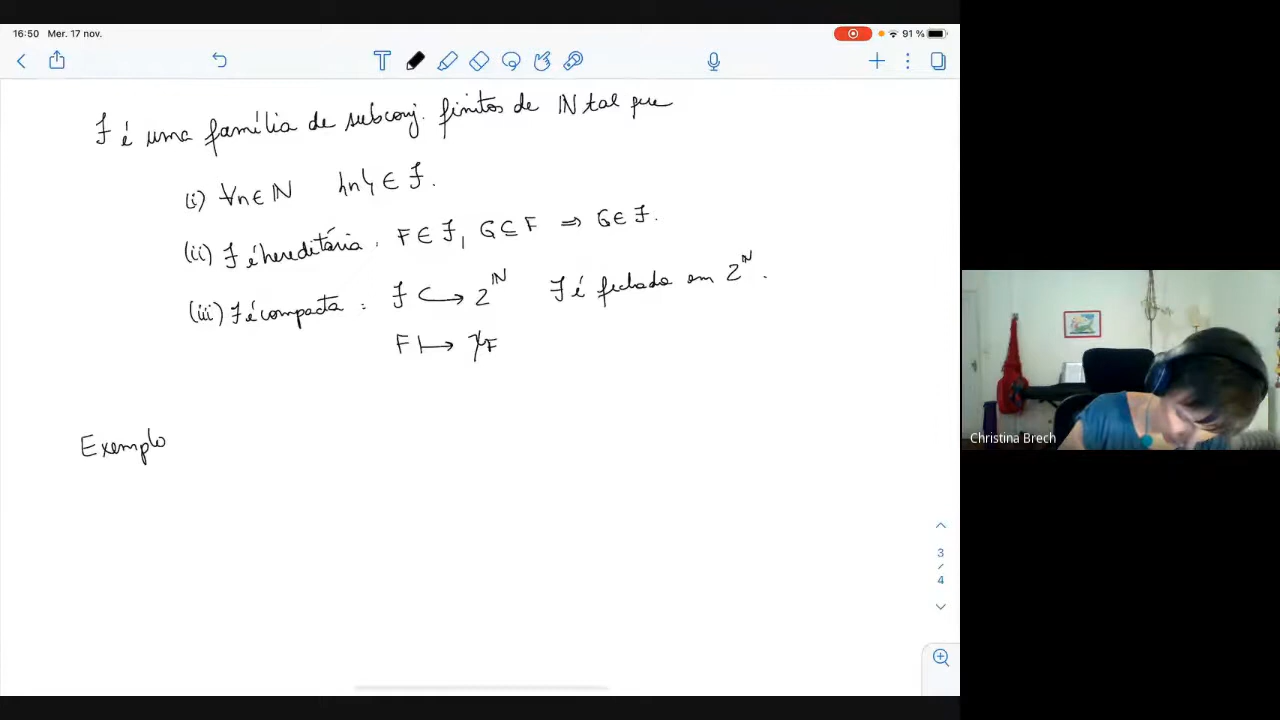 16:50 Mer. 17 nov. 91 %
T
ℱ é uma família de subconj. finitos de ℕ tal que
(i) ∀n∈ℕ {n} ∈ ℱ.
(ii) ℱ é hereditária : F ∈ ℱ, G ⊆ F ⇒ G ∈ ℱ.
(iii) ℱ é compacta : ℱ ↪ 2^ℕ ℱ é fechada em 2^ℕ.
F ↦ χ_F
Exemplo
Christina Brech
3
/
4